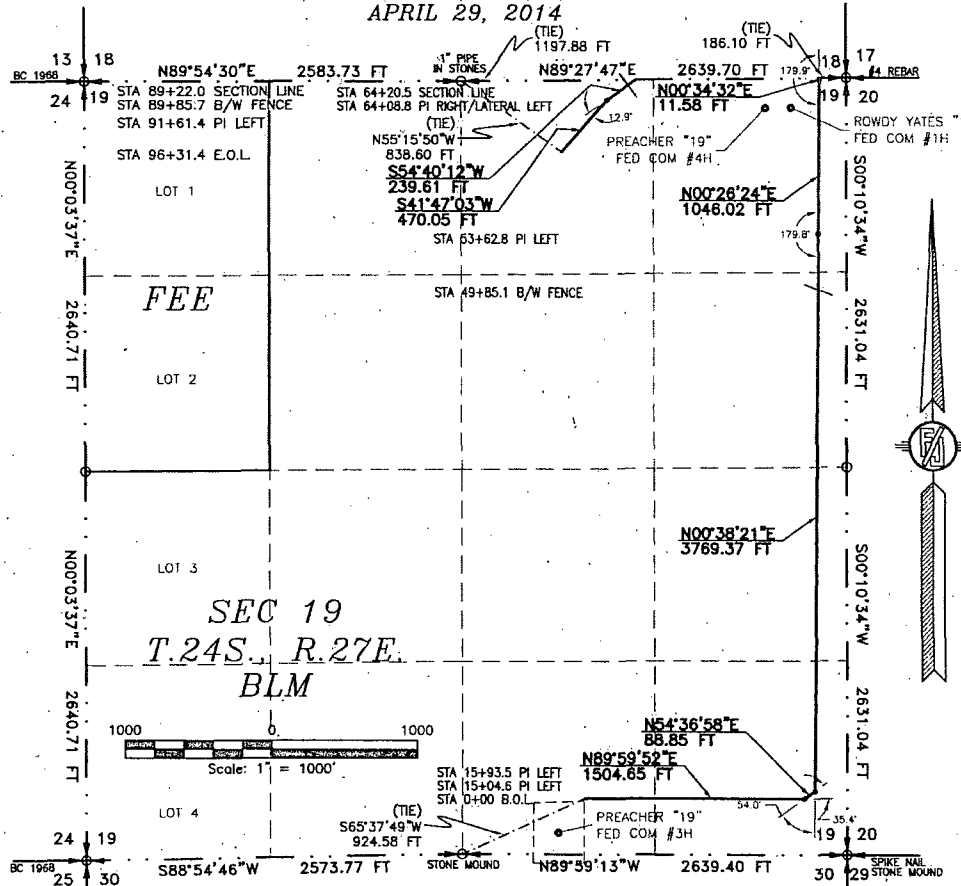 APRIL 29, 2014
13 18
BC 1968
24 19
N89°54'30"E 2583.73 FT
1" PIPE
IN STONES
(TIE)
1197.88 FT
N89°27'47"E 2639.70 FT
(TIE)
186.10 FT
179.9°
18 17
#4 REBAR
19 20
STA 89+22.0 SECTION LINE
STA 89+85.7 B/W FENCE
STA 91+61.4 PI LEFT
STA 96+31.4 E.O.L.
STA 64+20.5 SECTION LINE
STA 64+08.8 PI RIGHT/LATERAL LEFT
(TIE)
N55°15'50"W
838.60 FT
S54°40'12"W
239.61 FT
S41°47'03"W
470.05 FT
12.9°
N00°34'32"E
11.58 FT
PREACHER "19"
FED COM #4H
ROWDY YATES "
FED COM #1H
N00°26'24"E
1046.02 FT
179.8°
STA 53+62.8 PI LEFT
STA 49+85.1 B/W FENCE
LOT 1
FEE
LOT 2
N00°03'37"E
2640.71 FT
S00°10'34"W
2631.04 FT
N00°38'21"E
3769.37 FT
LOT 3
SEC 19
T.24S., R.27E.
BLM
N00°03'37"E
2640.71 FT
S00°10'34"W
2631.04 FT
1000 0 1000
Scale: 1" = 1000'
N54°36'58"E
88.85 FT
N89°59'52"E
1504.65 FT
STA 15+93.5 PI LEFT
STA 15+04.6 PI LEFT
STA 0+00 B.O.L.
LOT 4
(TIE)
S65°37'49"W
924.58 FT
PREACHER "19"
FED COM #3H
54.0°
35.4°
24 19
BC 1968
25 30
S88°54'46"W 2573.77 FT
STONE MOUND
N89°59'13"W 2639.40 FT
19 20
30 29
SPIKE NAIL
STONE MOUND